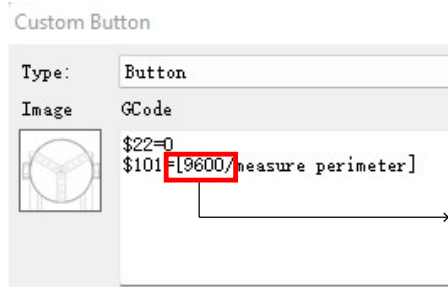 Custom Button
Type: Button
Image GCode
$22=0
$101=[9600/measure perimeter]